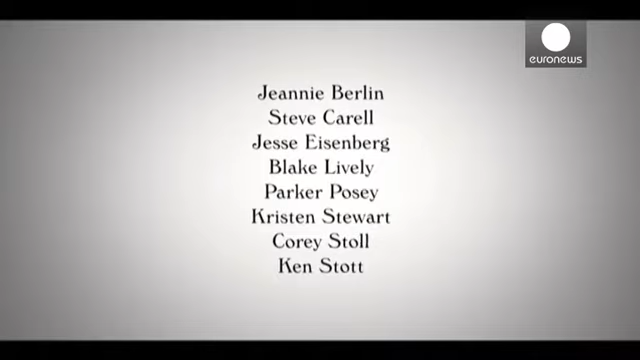 euronews
Jeannie Berlin
Steve Carell
Jesse Eisenberg
Blake Lively
Parker Posey
Kristen Stewart
Corey Stoll
Ken Stott